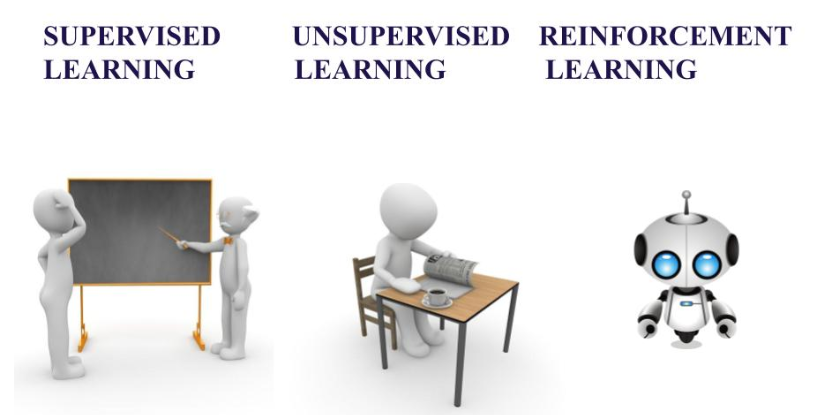 SUPERVISED
LEARNING
UNSUPERVISED
LEARNING
REINFORCEMENT
LEARNING